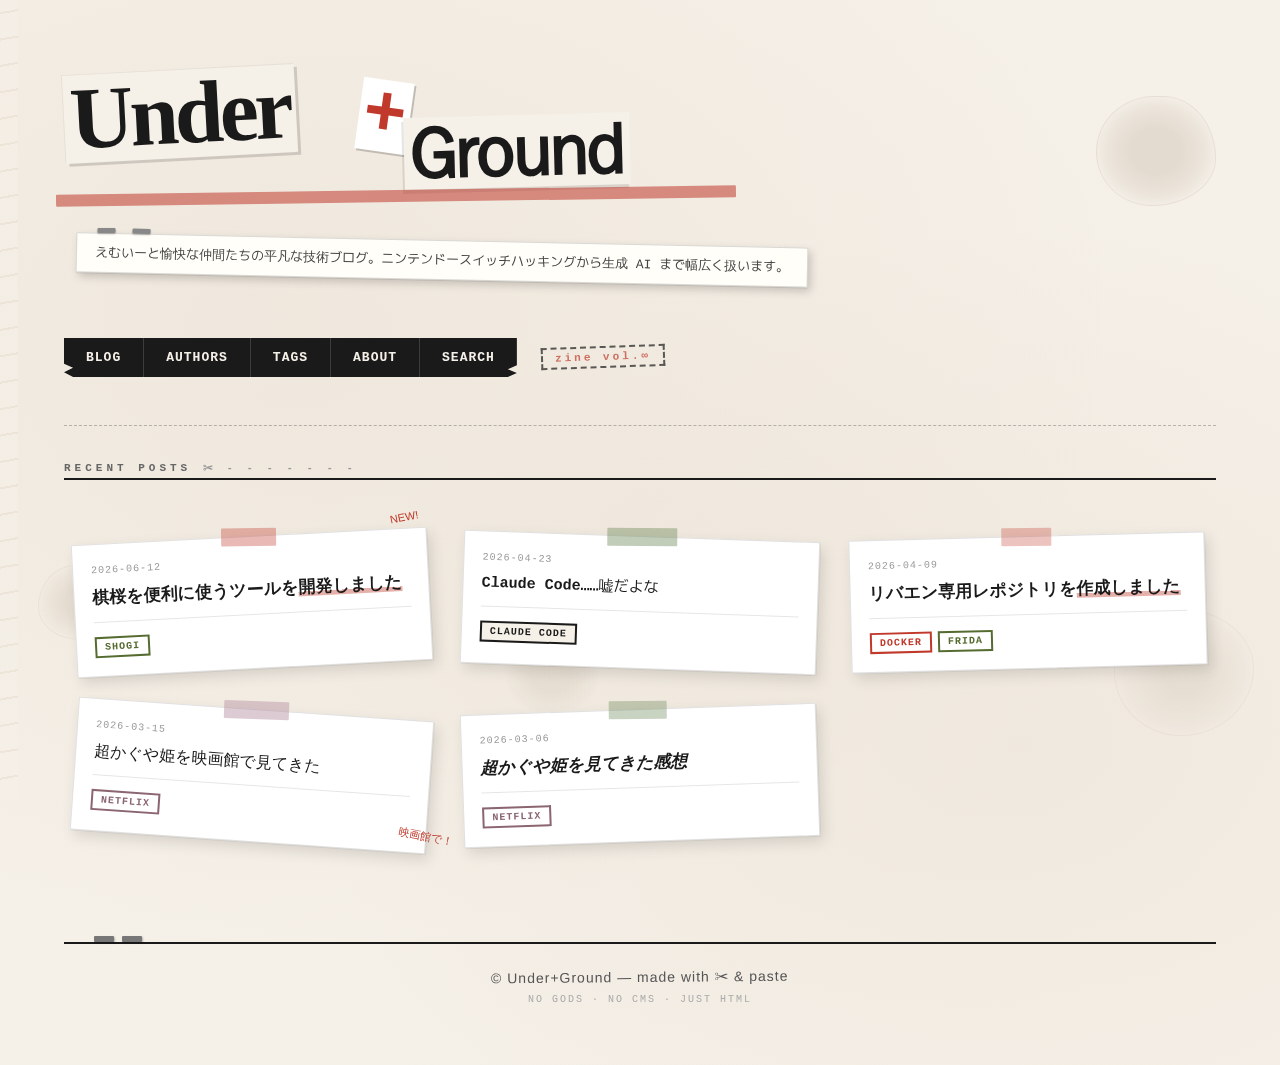 Under
+
Ground
えむいーと愉快な仲間たちの平凡な技術ブログ。ニンテンドースイッチハッキングから生成 AI まで幅広く扱います。
BLOG AUTHORS TAGS ABOUT SEARCH
zine vol.∞
RECENT POSTS ✂ - - - - - - -
NEW!
2026-06-12
棋桜を便利に使うツールを開発しました
SHOGI
2026-04-23
Claude Code……嘘だよな
CLAUDE CODE
2026-04-09
リバエン専用レポジトリを作成しました
DOCKER FRIDA
2026-03-15
超かぐや姫を映画館で見てきた
NETFLIX
映画館で！
2026-03-06
超かぐや姫を見てきた感想
NETFLIX
© Under+Ground — made with ✂ & paste
NO GODS · NO CMS · JUST HTML